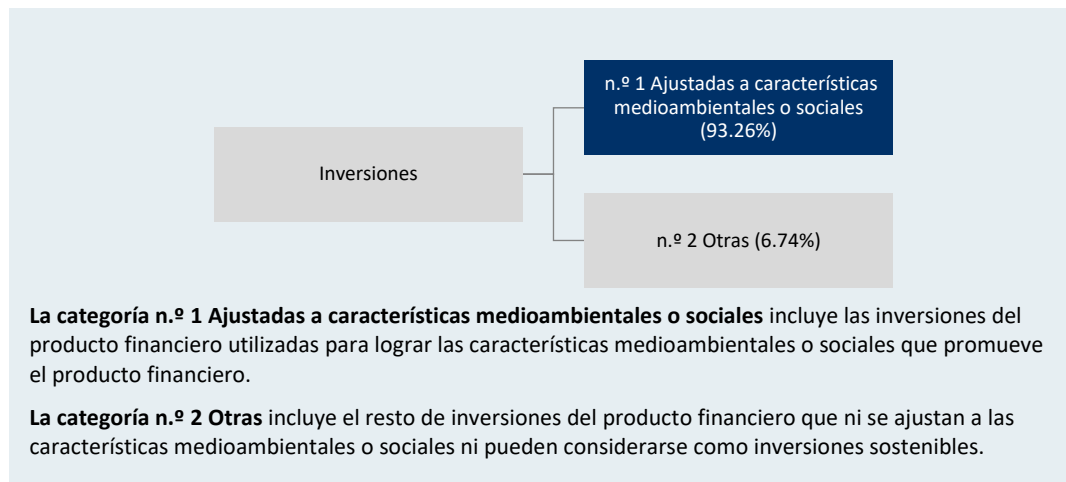 n.º 1 Ajustadas a características
medioambientales o sociales
(93.26%)
Inversiones
n.º 2 Otras (6.74%)
La categoría n.º 1 Ajustadas a características medioambientales o sociales incluye las inversiones del
producto financiero utilizadas para lograr las características medioambientales o sociales que promueve
el producto financiero.
La categoría n.º 2 Otras incluye el resto de inversiones del producto financiero que ni se ajustan a las
características medioambientales o sociales ni pueden considerarse como inversiones sostenibles.